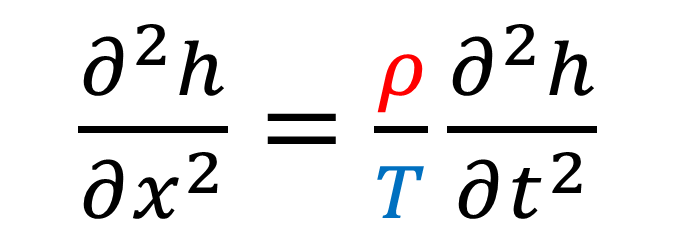 ∂²h/∂x² = ρ/T ∂²h/∂t²